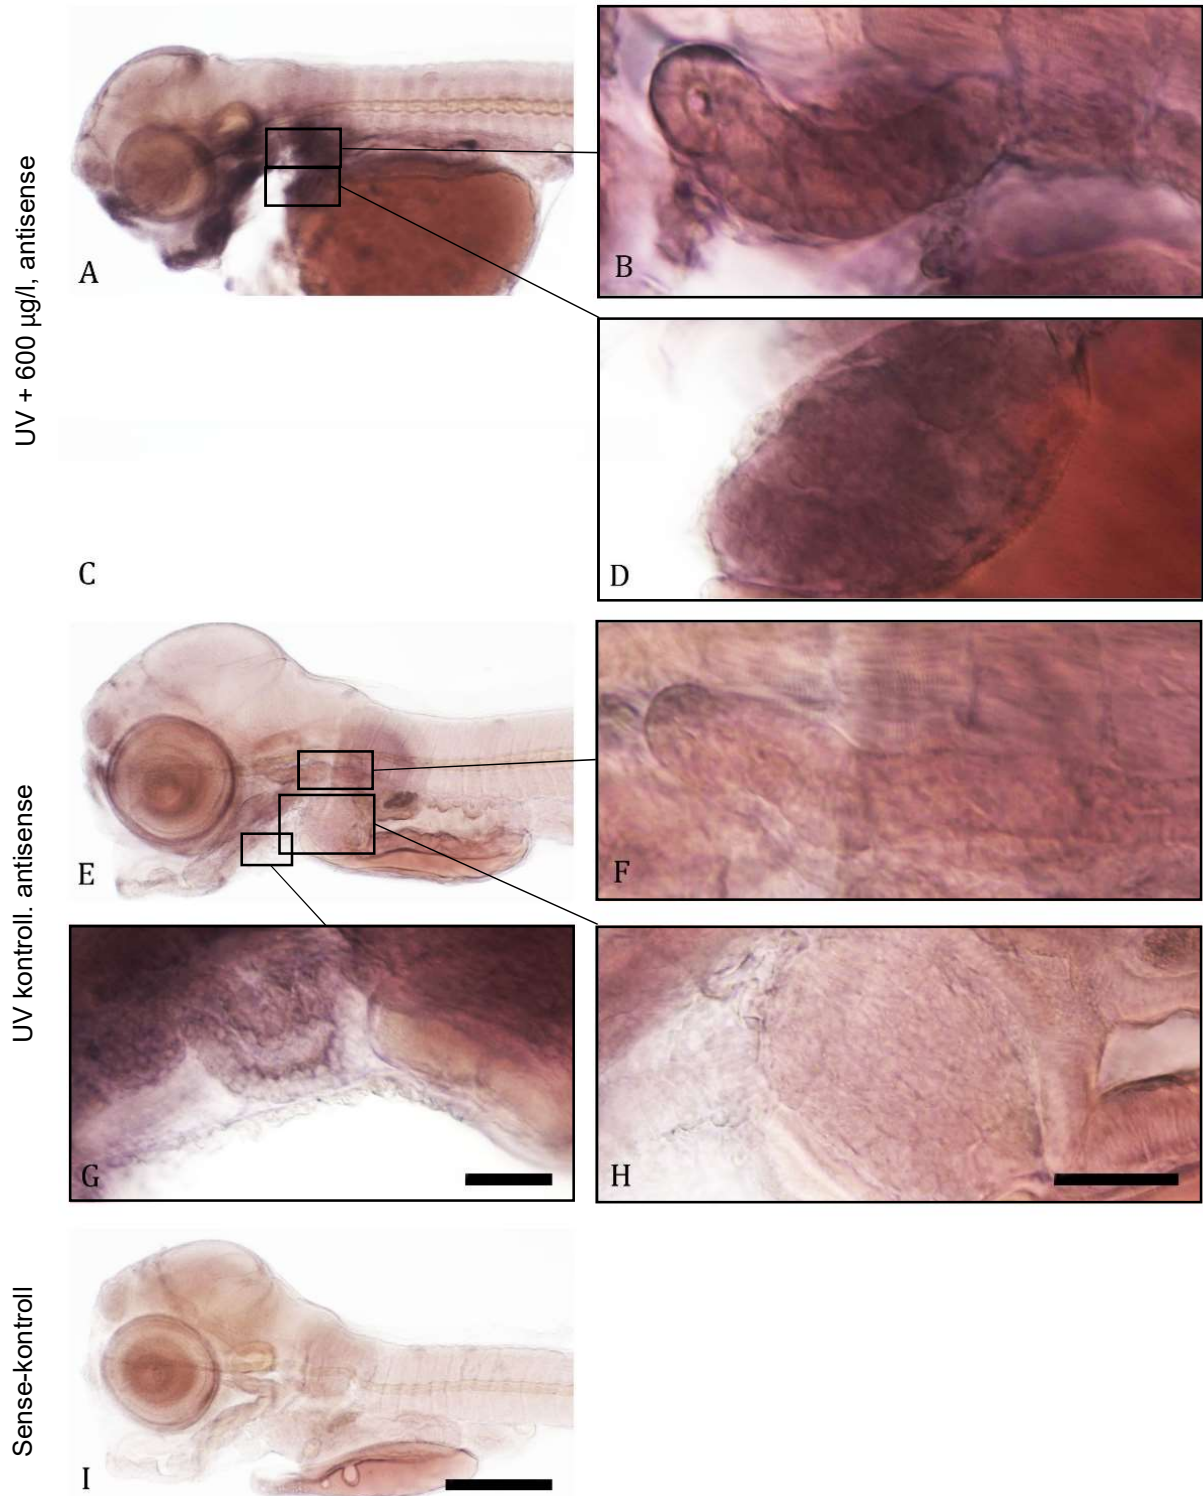 UV + 600 µg/l, antisense
A
B
C
D
UV kontroll. antisense
E
F
G
H
Sense-kontroll
I